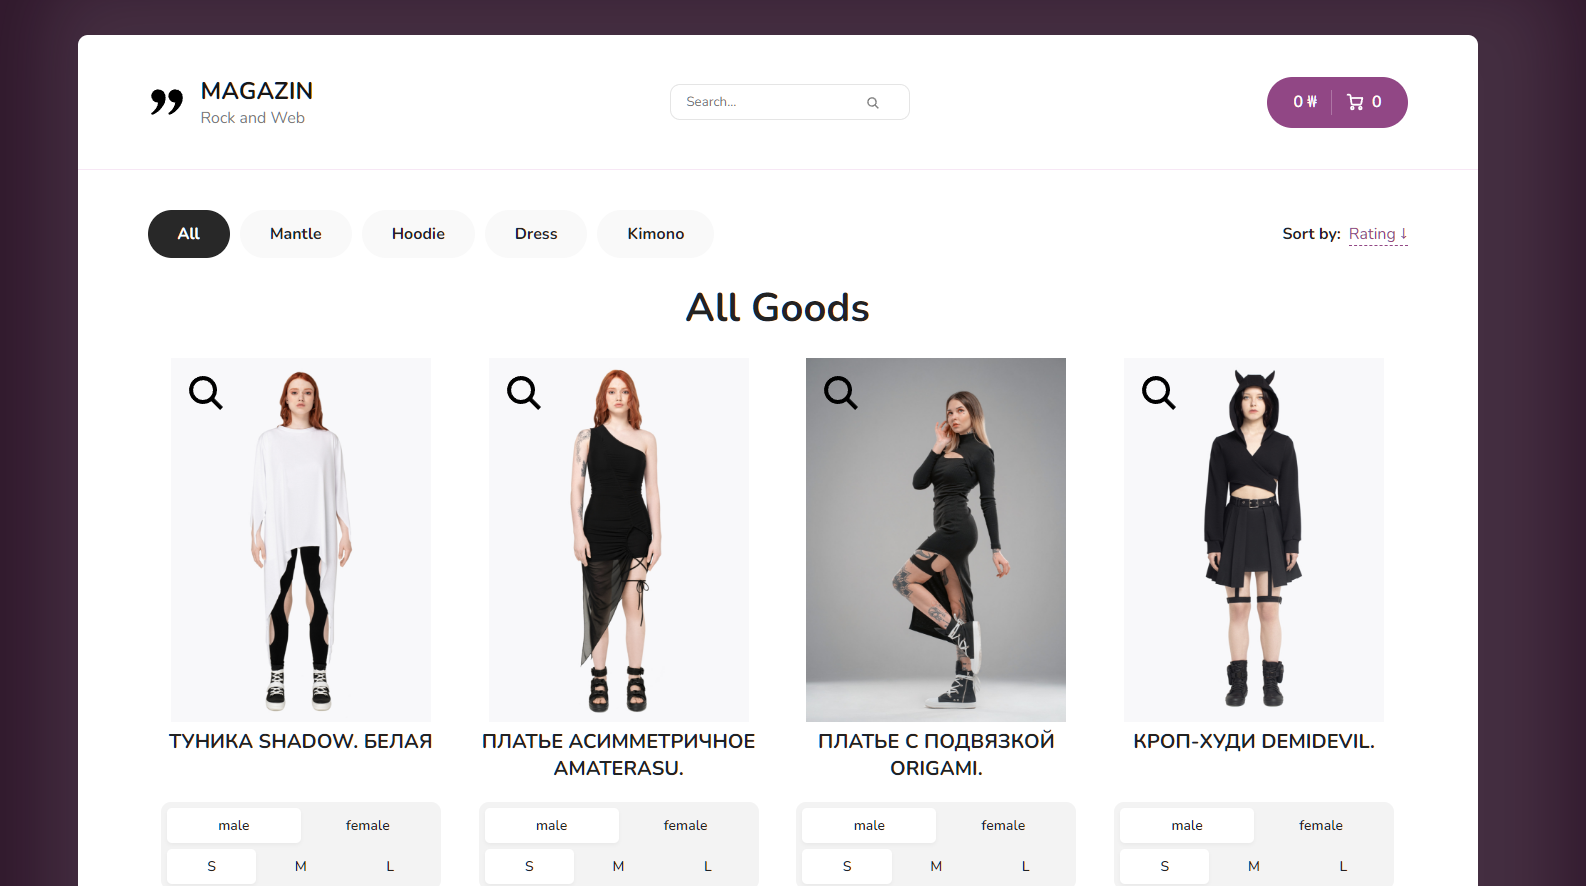 MAGAZIN
Rock and Web
Search...
0 ₩ 0
All Mantle Hoodie Dress Kimono
Sort by: Rating ↓
All Goods
ТУНИКА SHADOW. БЕЛАЯ
ПЛАТЬЕ АСИММЕТРИЧНОЕ
AMATERASU.
ПЛАТЬЕ С ПОДВЯЗКОЙ
ORIGAMI.
КРОП-ХУДИ DEMIDEVIL.
male female
S M L
male female
S M L
male female
S M L
male female
S M L